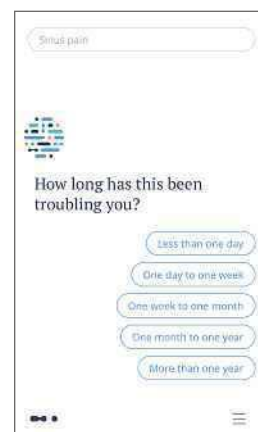 Sinus pain
How long has this been
troubling you?
Less than one day
One day to one week
One week to one month
One month to one year
More than one year